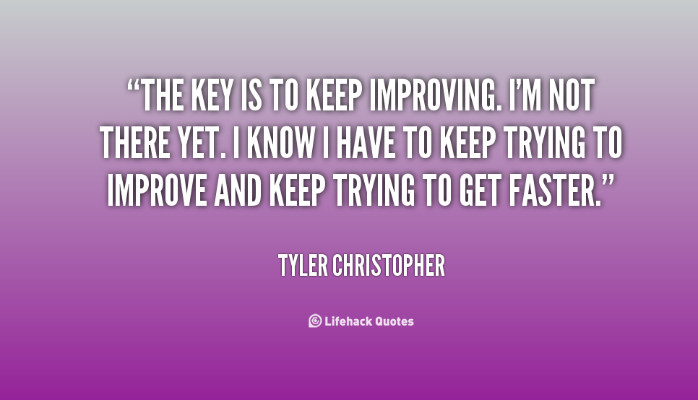 “THE KEY IS TO KEEP IMPROVING. I’M NOT
THERE YET. I KNOW I HAVE TO KEEP TRYING TO
IMPROVE AND KEEP TRYING TO GET FASTER.”
TYLER CHRISTOPHER
Lifehack Quotes